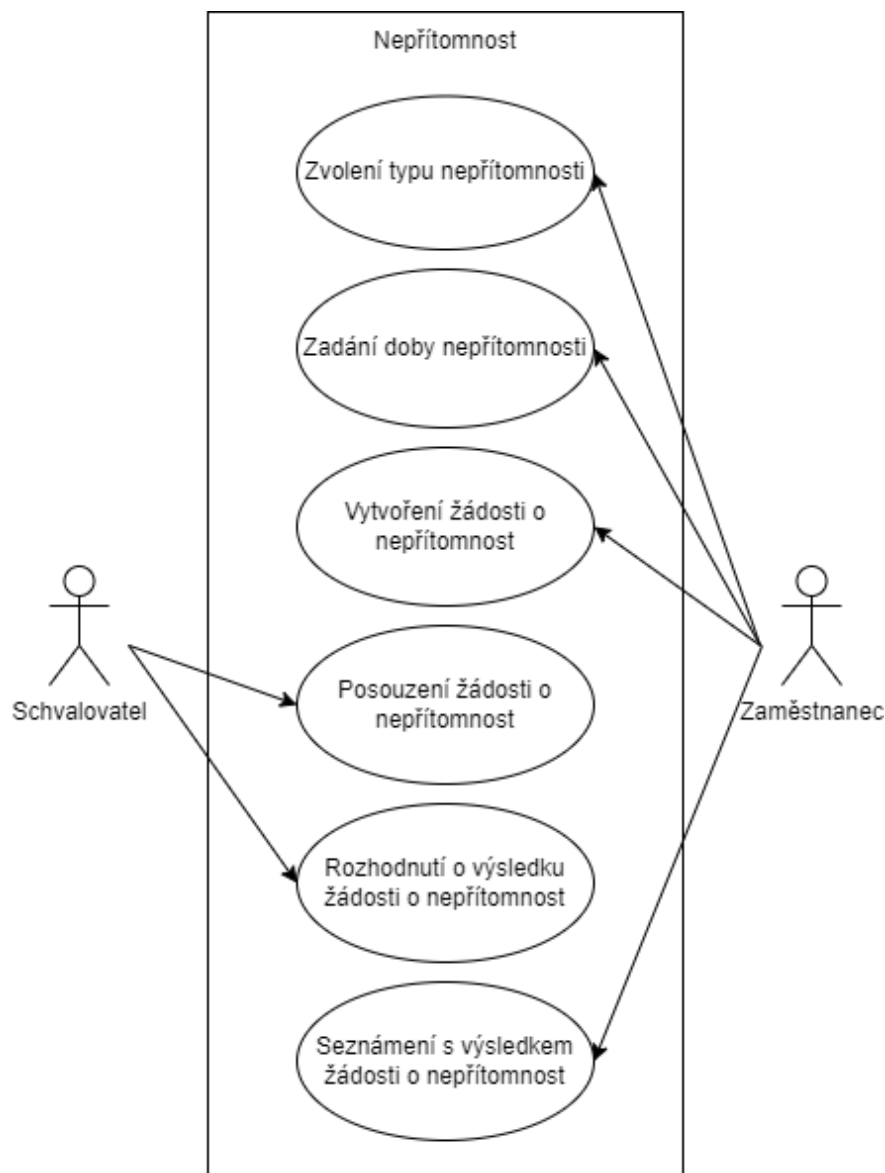 Nepřítomnost
Zvolení typu nepřítomnosti
Zadání doby nepřítomnosti
Vytvoření žádosti o
nepřítomnost
Posouzení žádosti o
nepřítomnost
Schvalovatel
Zaměstnanec
Rozhodnutí o výsledku
žádosti o nepřítomnost
Seznámení s výsledkem
žádosti o nepřítomnost